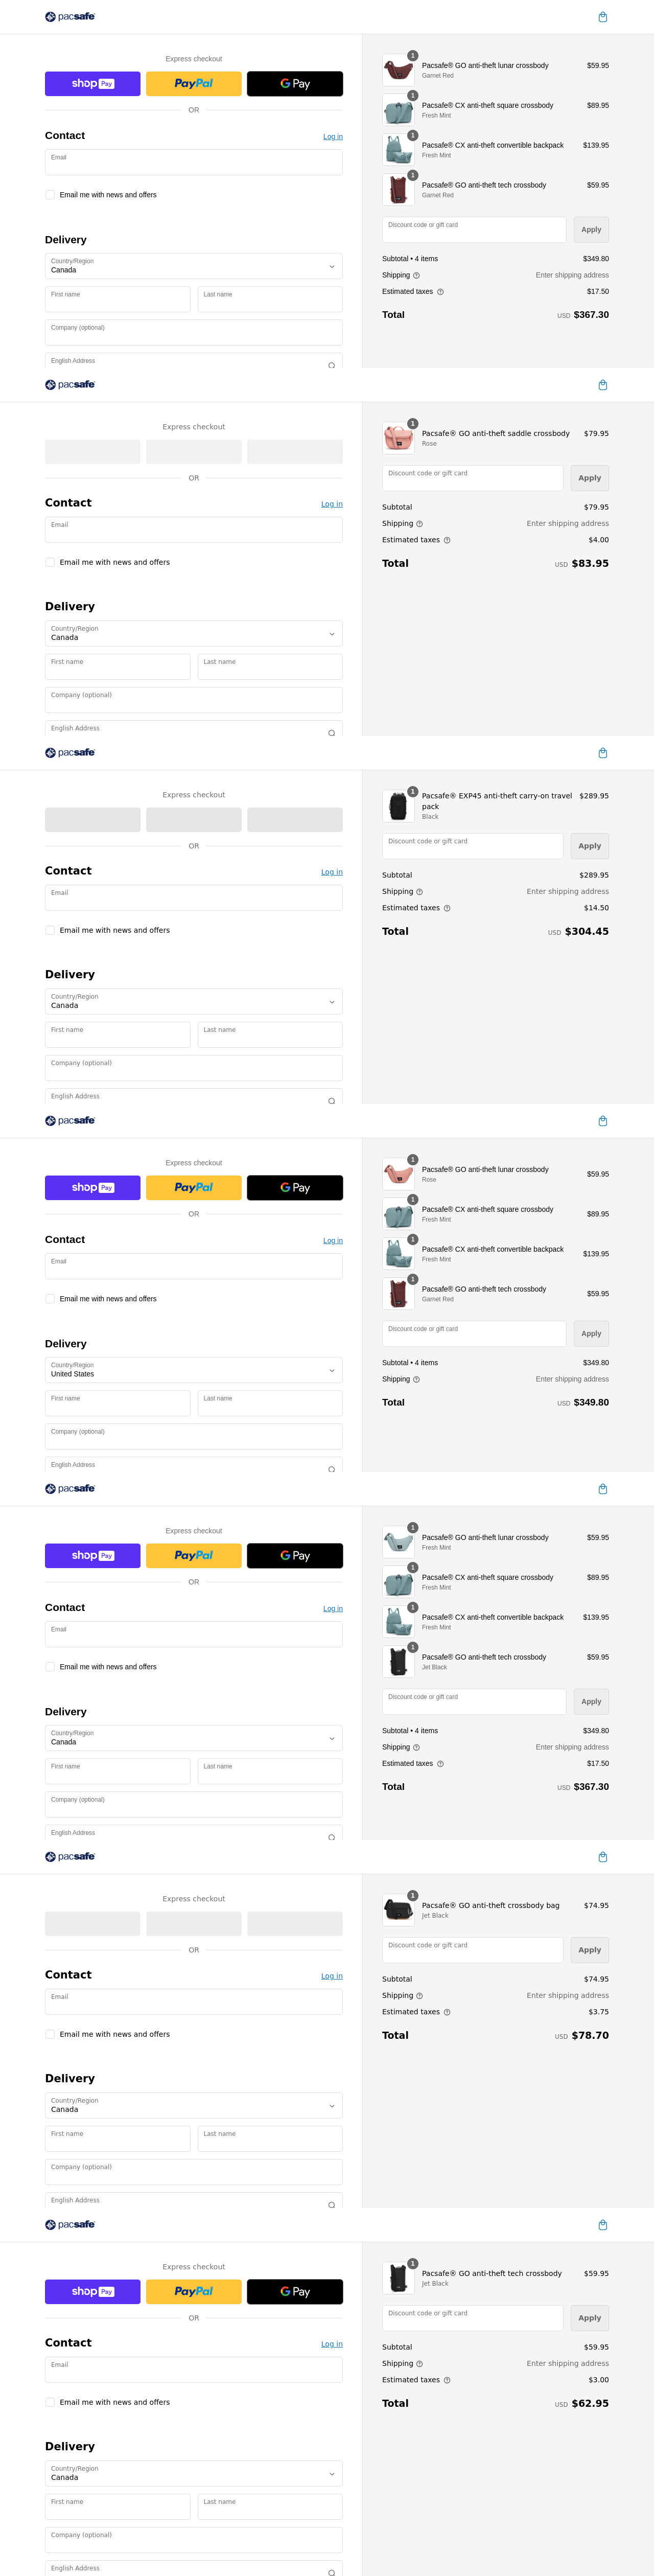 pacsafe
Express checkout
shop Pay
PayPal
G Pay
OR
Contact
Log in
Email
Email me with news and offers
Delivery
Country/Region
Canada
First name
Last name
Company (optional)
English Address
1
Pacsafe® GO anti-theft lunar crossbody
$59.95
Garnet Red
1
Pacsafe® CX anti-theft square crossbody
$89.95
Fresh Mint
1
Pacsafe® CX anti-theft convertible backpack
$139.95
Fresh Mint
1
Pacsafe® GO anti-theft tech crossbody
$59.95
Garnet Red
Discount code or gift card
Apply
Subtotal • 4 items
$349.80
Shipping
Enter shipping address
Estimated taxes
$17.50
Total
USD $367.30
pacsafe
Express checkout
OR
Contact
Log in
Email
Email me with news and offers
Delivery
Country/Region
Canada
First name
Last name
Company (optional)
English Address
1
Pacsafe® GO anti-theft saddle crossbody
$79.95
Rose
Discount code or gift card
Apply
Subtotal
$79.95
Shipping
Enter shipping address
Estimated taxes
$4.00
Total
USD $83.95
pacsafe
Express checkout
OR
Contact
Log in
Email
Email me with news and offers
Delivery
Country/Region
Canada
First name
Last name
Company (optional)
English Address
1
Pacsafe® EXP45 anti-theft carry-on travel
pack
$289.95
Black
Discount code or gift card
Apply
Subtotal
$289.95
Shipping
Enter shipping address
Estimated taxes
$14.50
Total
USD $304.45
pacsafe
Express checkout
shop Pay
PayPal
G Pay
OR
Contact
Log in
Email
Email me with news and offers
Delivery
Country/Region
United States
First name
Last name
Company (optional)
English Address
1
Pacsafe® GO anti-theft lunar crossbody
$59.95
Rose
1
Pacsafe® CX anti-theft square crossbody
$89.95
Fresh Mint
1
Pacsafe® CX anti-theft convertible backpack
$139.95
Fresh Mint
1
Pacsafe® GO anti-theft tech crossbody
$59.95
Garnet Red
Discount code or gift card
Apply
Subtotal • 4 items
$349.80
Shipping
Enter shipping address
Total
USD $349.80
pacsafe
Express checkout
shop Pay
PayPal
G Pay
OR
Contact
Log in
Email
Email me with news and offers
Delivery
Country/Region
Canada
First name
Last name
Company (optional)
English Address
1
Pacsafe® GO anti-theft lunar crossbody
$59.95
Fresh Mint
1
Pacsafe® CX anti-theft square crossbody
$89.95
Fresh Mint
1
Pacsafe® CX anti-theft convertible backpack
$139.95
Fresh Mint
1
Pacsafe® GO anti-theft tech crossbody
$59.95
Jet Black
Discount code or gift card
Apply
Subtotal • 4 items
$349.80
Shipping
Enter shipping address
Estimated taxes
$17.50
Total
USD $367.30
pacsafe
Express checkout
OR
Contact
Log in
Email
Email me with news and offers
Delivery
Country/Region
Canada
First name
Last name
Company (optional)
English Address
1
Pacsafe® GO anti-theft crossbody bag
$74.95
Jet Black
Discount code or gift card
Apply
Subtotal
$74.95
Shipping
Enter shipping address
Estimated taxes
$3.75
Total
USD $78.70
pacsafe
Express checkout
shop Pay
PayPal
G Pay
OR
Contact
Log in
Email
Email me with news and offers
Delivery
Country/Region
Canada
First name
Last name
Company (optional)
English Address
1
Pacsafe® GO anti-theft tech crossbody
$59.95
Jet Black
Discount code or gift card
Apply
Subtotal
$59.95
Shipping
Enter shipping address
Estimated taxes
$3.00
Total
USD $62.95